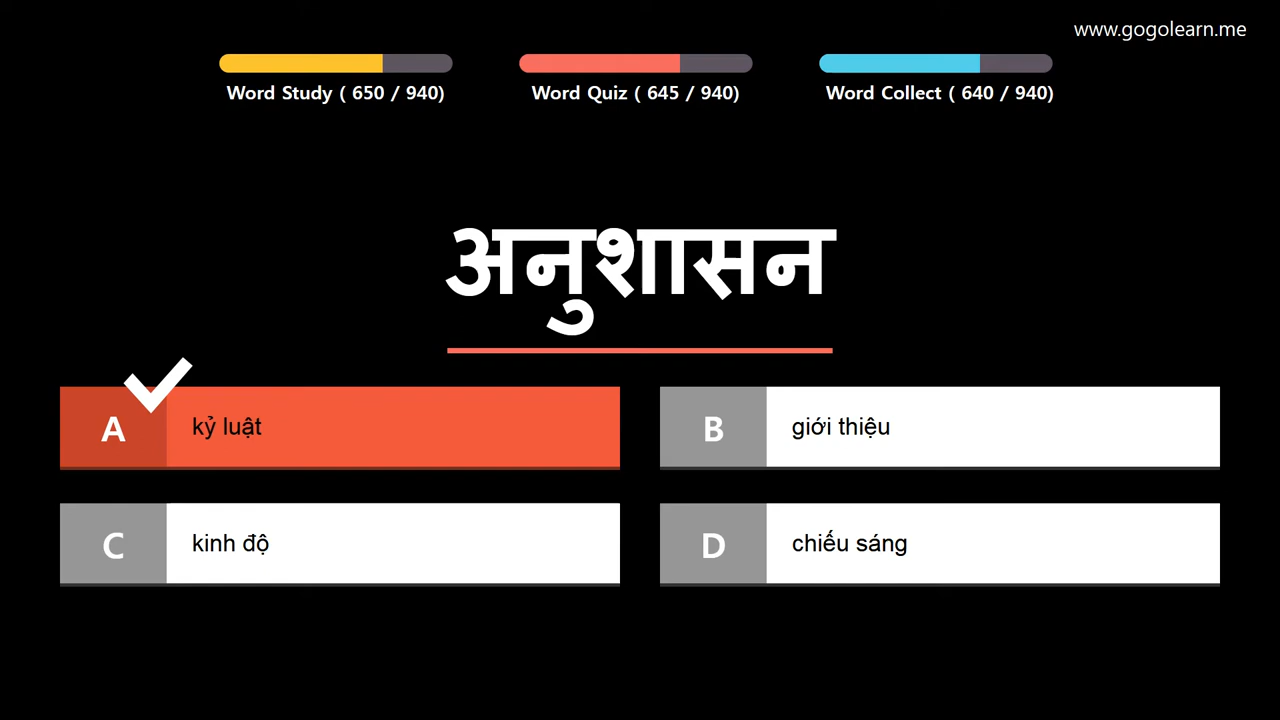 www.gogolearn.me
Word Study ( 650 / 940)
Word Quiz ( 645 / 940)
Word Collect ( 640 / 940)
अनुशासन
A kỷ luật
B giới thiệu
C kinh độ
D chiếu sáng